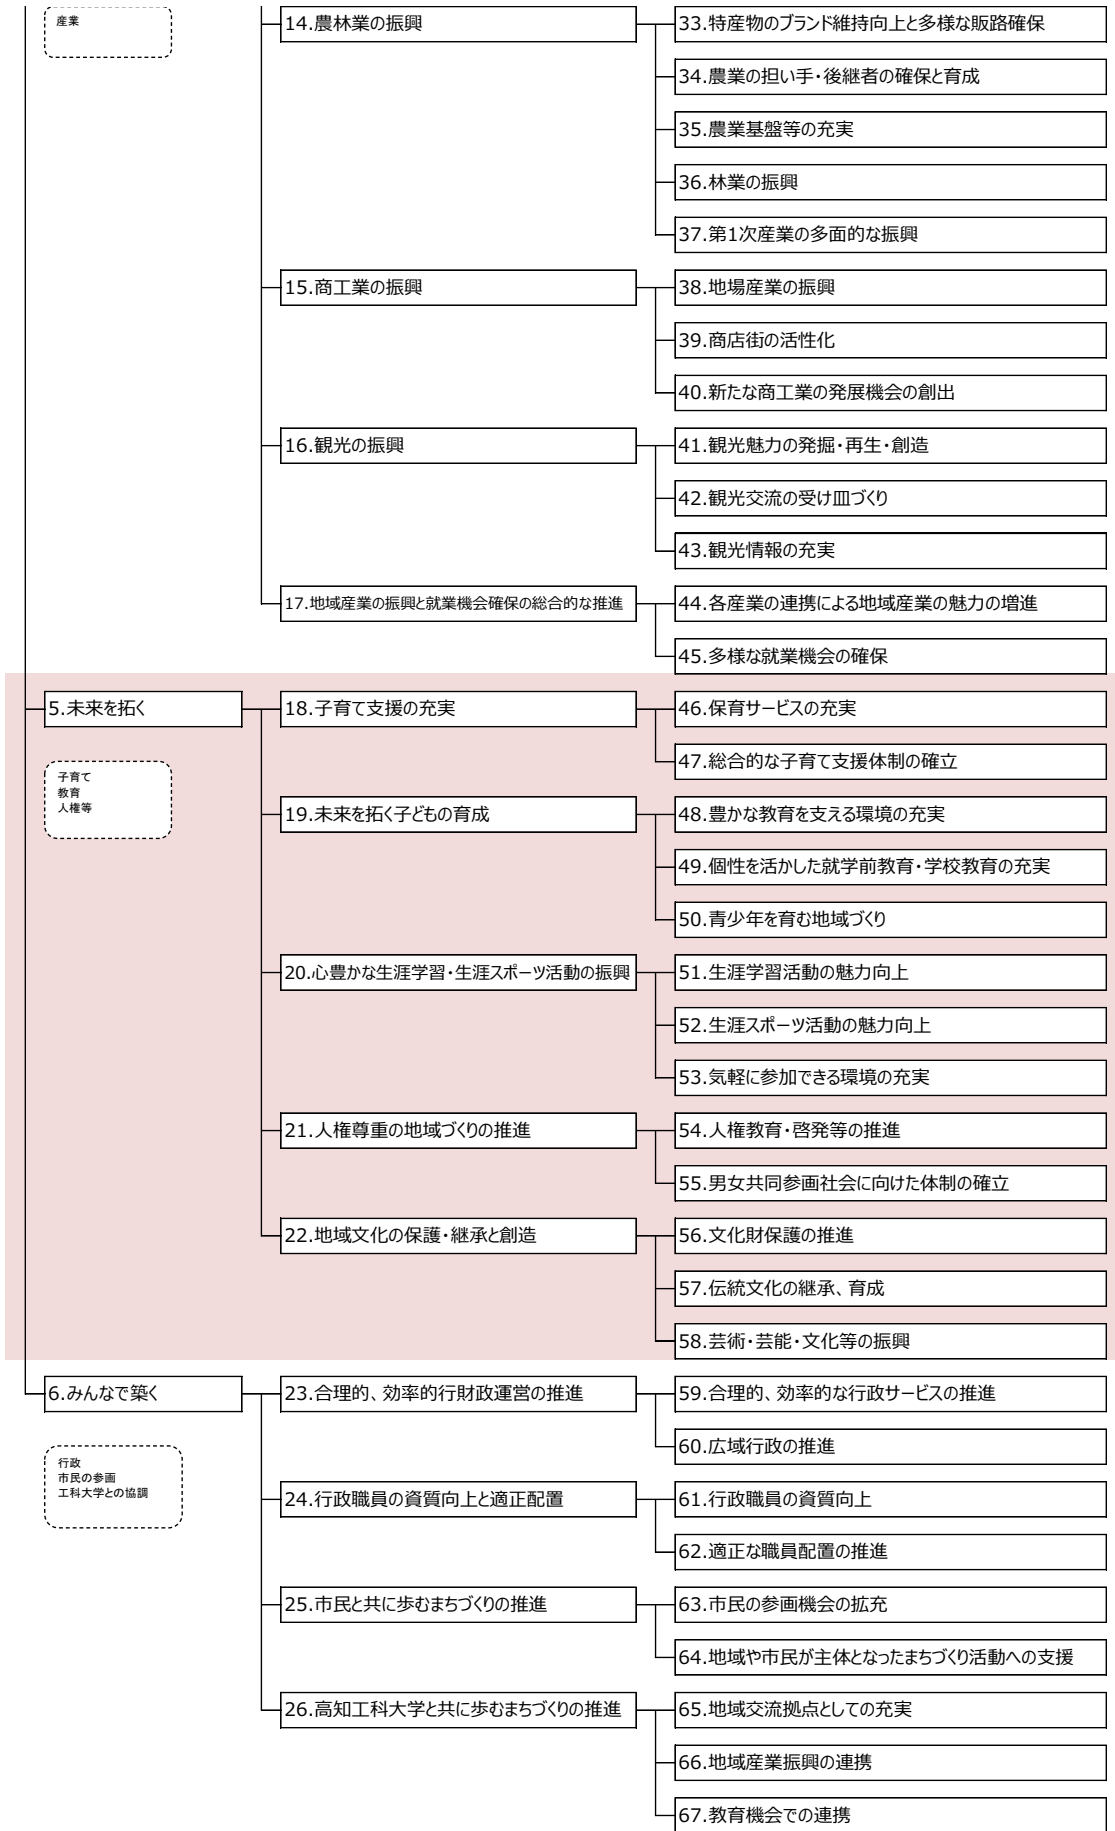 産業
14.農林業の振興
33.特産物のブランド維持向上と多様な販路確保
34.農業の担い手・後継者の確保と育成
35.農業基盤等の充実
36.林業の振興
37.第1次産業の多面的な振興
15.商工業の振興
38.地場産業の振興
39.商店街の活性化
40.新たな商工業の発展機会の創出
16.観光の振興
41.観光魅力の発掘・再生・創造
42.観光交流の受け皿づくり
43.観光情報の充実
17.地域産業の振興と就業機会確保の総合的な推進
44.各産業の連携による地域産業の魅力の増進
45.多様な就業機会の確保
5.未来を拓く
子育て
教育
人権等
18.子育て支援の充実
46.保育サービスの充実
47.総合的な子育て支援体制の確立
19.未来を拓く子どもの育成
48.豊かな教育を支える環境の充実
49.個性を活かした就学前教育・学校教育の充実
50.青少年を育む地域づくり
20.心豊かな生涯学習・生涯スポーツ活動の振興
51.生涯学習活動の魅力向上
52.生涯スポーツ活動の魅力向上
53.気軽に参加できる環境の充実
21.人権尊重の地域づくりの推進
54.人権教育・啓発等の推進
55.男女共同参画社会に向けた体制の確立
22.地域文化の保護・継承と創造
56.文化財保護の推進
57.伝統文化の継承、育成
58.芸術・芸能・文化等の振興
6.みんなで築く
行政
市民の参画
工科大学との協調
23.合理的、効率的行財政運営の推進
59.合理的、効率的な行政サービスの推進
60.広域行政の推進
24.行政職員の資質向上と適正配置
61.行政職員の資質向上
62.適正な職員配置の推進
25.市民と共に歩むまちづくりの推進
63.市民の参画機会の拡充
64.地域や市民が主体となったまちづくり活動への支援
26.高知工科大学と共に歩むまちづくりの推進
65.地域交流拠点としての充実
66.地域産業振興の連携
67.教育機会での連携